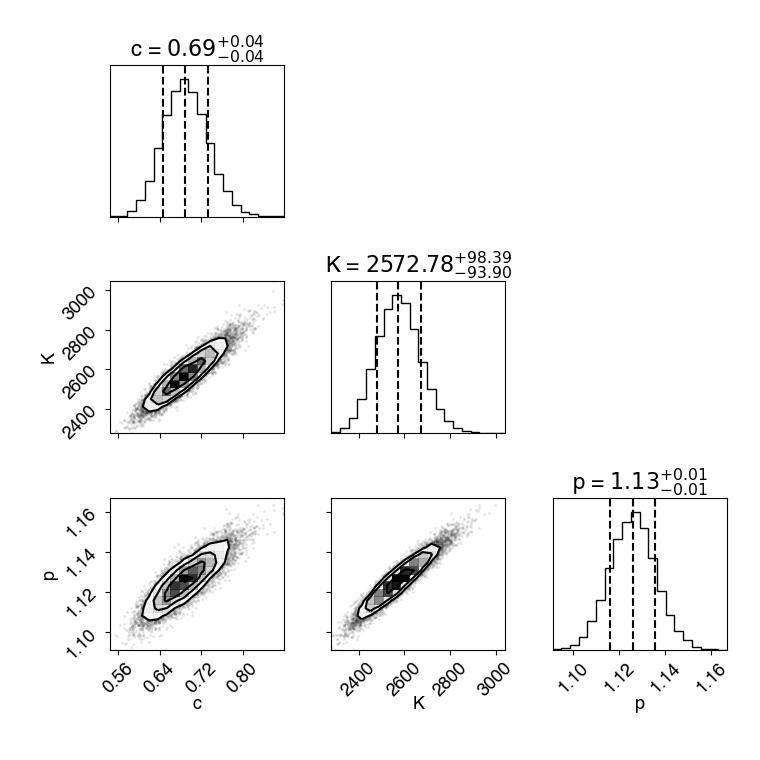 c = 0.69+0.04−0.04
K = 2572.78+98.39−93.90
3000
2800
2600
2400
K
p = 1.13+0.01−0.01
1.16
1.14
1.12
1.10
p
0.56 0.64 0.72 0.80
c
2400 2600 2800 3000
K
1.10 1.12 1.14 1.16
p